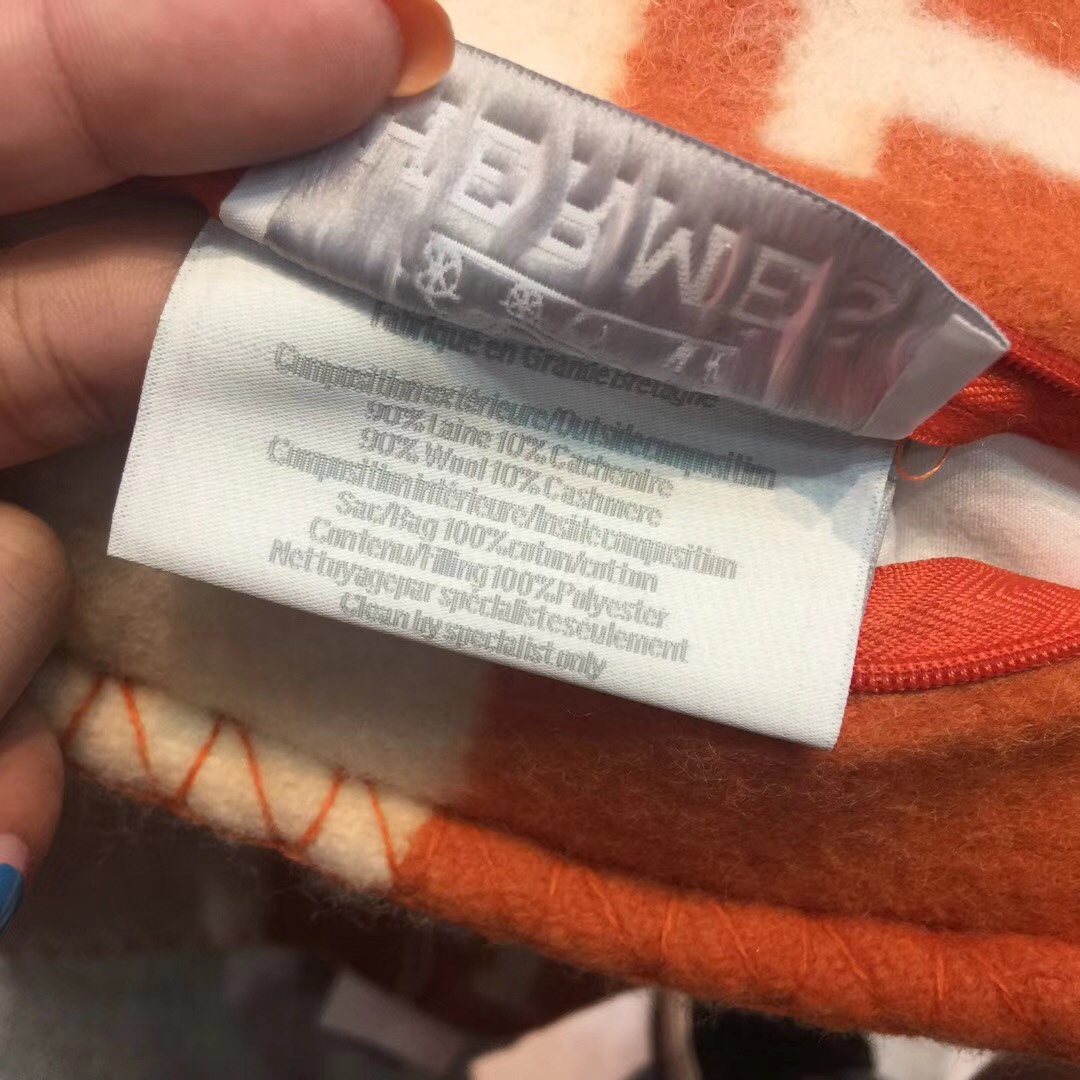 HERMES
Fabriqué en Grande bretagne
Composition extérieure/Outside composition
90% Laine 10% Cachemire
90% Wool 10% Cashmere
Composition intérieure/Inside composition
Sac/Bag 100% coton/cotton
Contenu/Filling 100% Polyester
Nettoyage par spécialiste seulement
Clean by specialist only